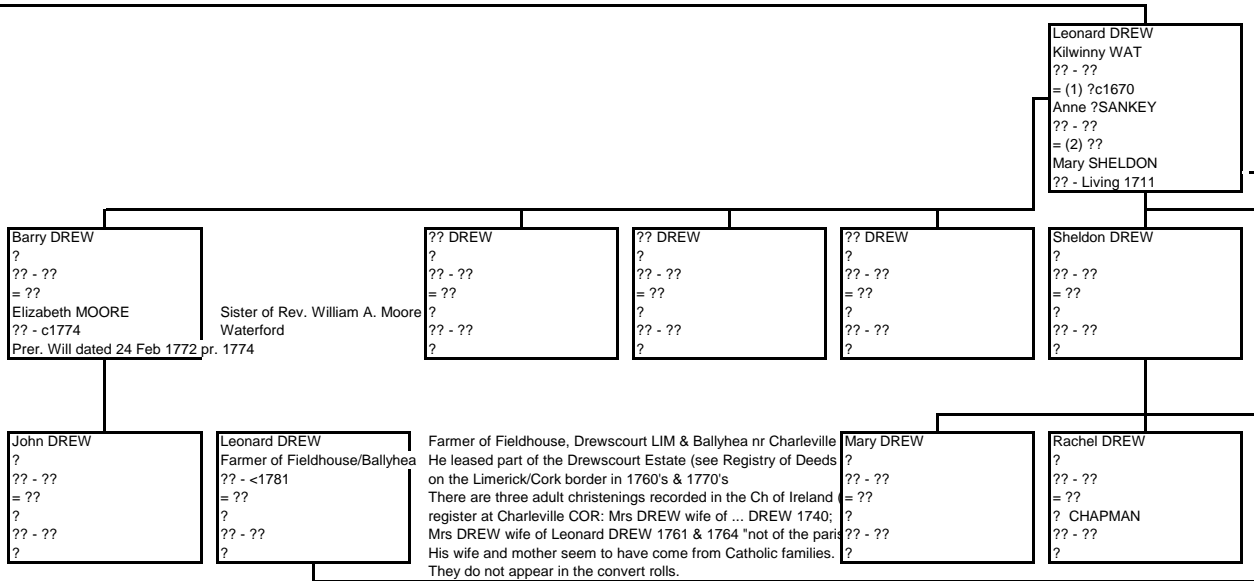 Leonard DREW
Kilwinny WAT
?? - ??
= (1) ?c1670
Anne ?SANKEY
?? - ??
= (2) ??
Mary SHELDON
?? - Living 1711
Barry DREW
?
?? - ??
= ??
Elizabeth MOORE
?? - c1774
Prer. Will dated 24 Feb 1772 pr. 1774
Sister of Rev. William A. Moore
Waterford
?? DREW
?
?? - ??
= ??
?
?? - ??
?
?? DREW
?
?? - ??
= ??
?
?? - ??
?
?? DREW
?
?? - ??
= ??
?
?? - ??
?
Sheldon DREW
?
?? - ??
= ??
?
?? - ??
?
John DREW
?
?? - ??
= ??
?
?? - ??
?
Leonard DREW
Farmer of Fieldhouse/Ballyhea
?? - <1781
= ??
?
?? - ??
?
Farmer of Fieldhouse, Drewscourt LIM & Ballyhea nr Charleville
He leased part of the Drewscourt Estate (see Registry of Deeds
on the Limerick/Cork border in 1760's & 1770's
There are three adult christenings recorded in the Ch of Ireland (
register at Charleville COR: Mrs DREW wife of ... DREW 1740;
Mrs DREW wife of Leonard DREW 1761 & 1764 "not of the paris
His wife and mother seem to have come from Catholic families.
They do not appear in the convert rolls.
Mary DREW
?
?? - ??
= ??
?
?? - ??
?
Rachel DREW
?
?? - ??
= ??
? CHAPMAN
?? - ??
?